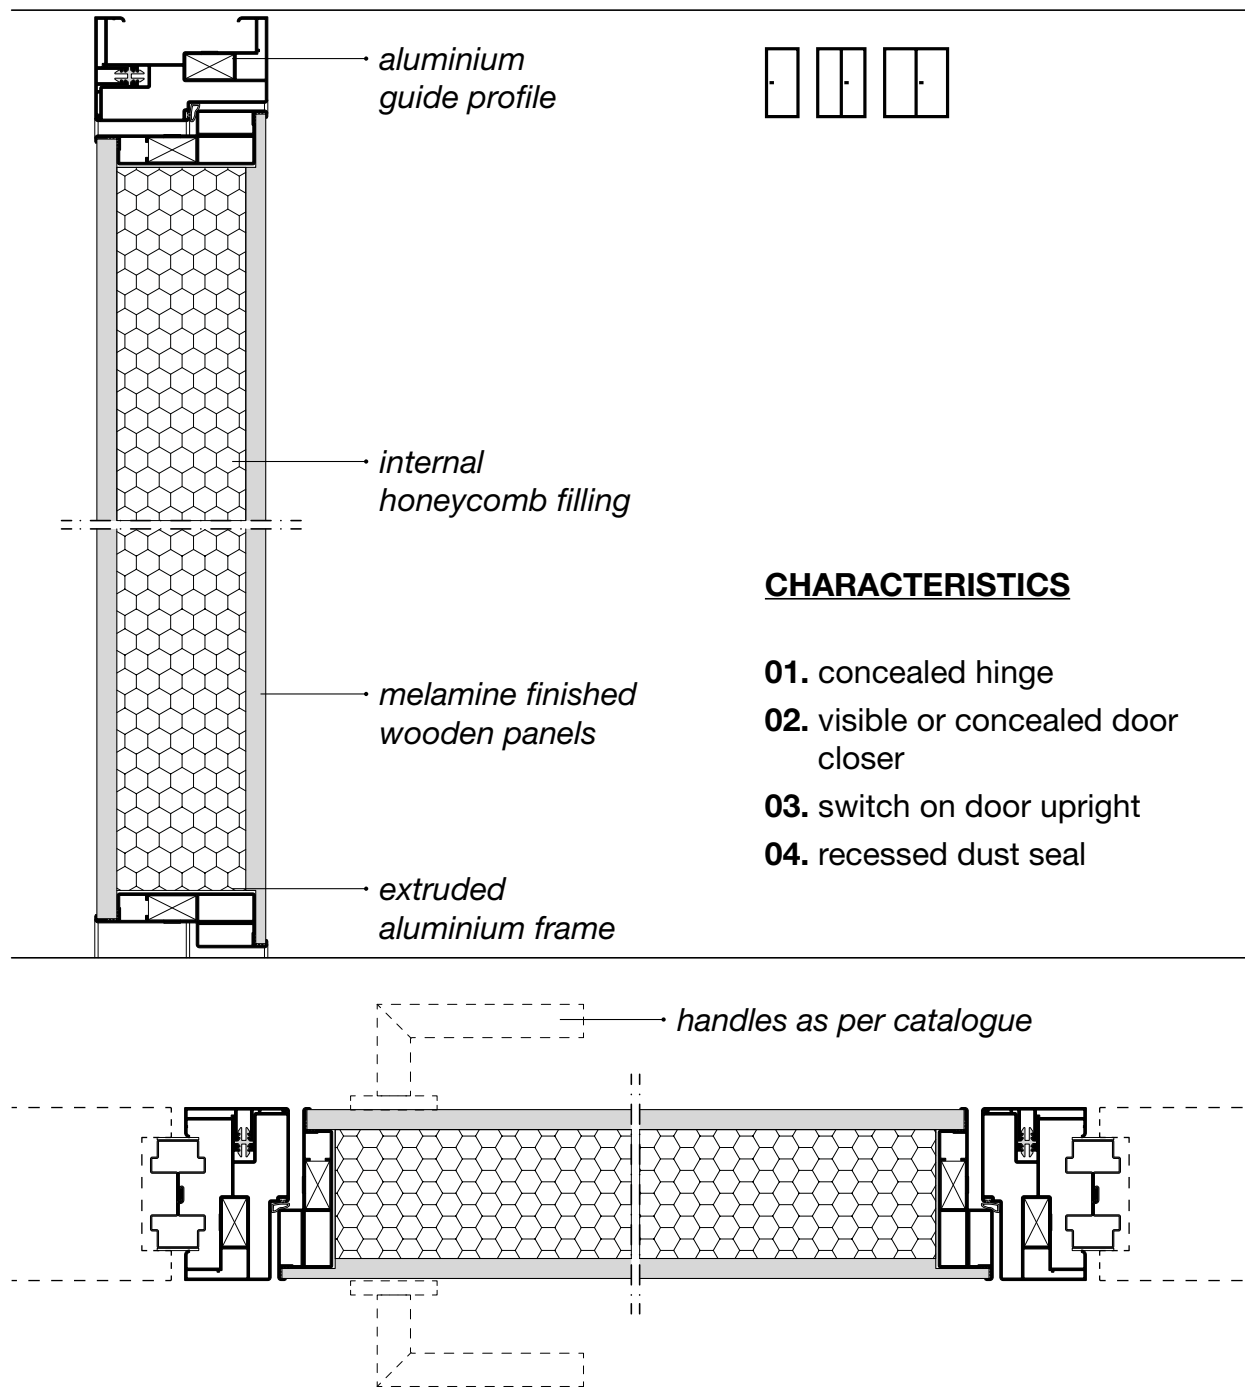 aluminium
guide profile
internal
honeycomb filling
CHARACTERISTICS
01. concealed hinge
02. visible or concealed door
closer
03. switch on door upright
04. recessed dust seal
melamine finished
wooden panels
extruded
aluminium frame
handles as per catalogue